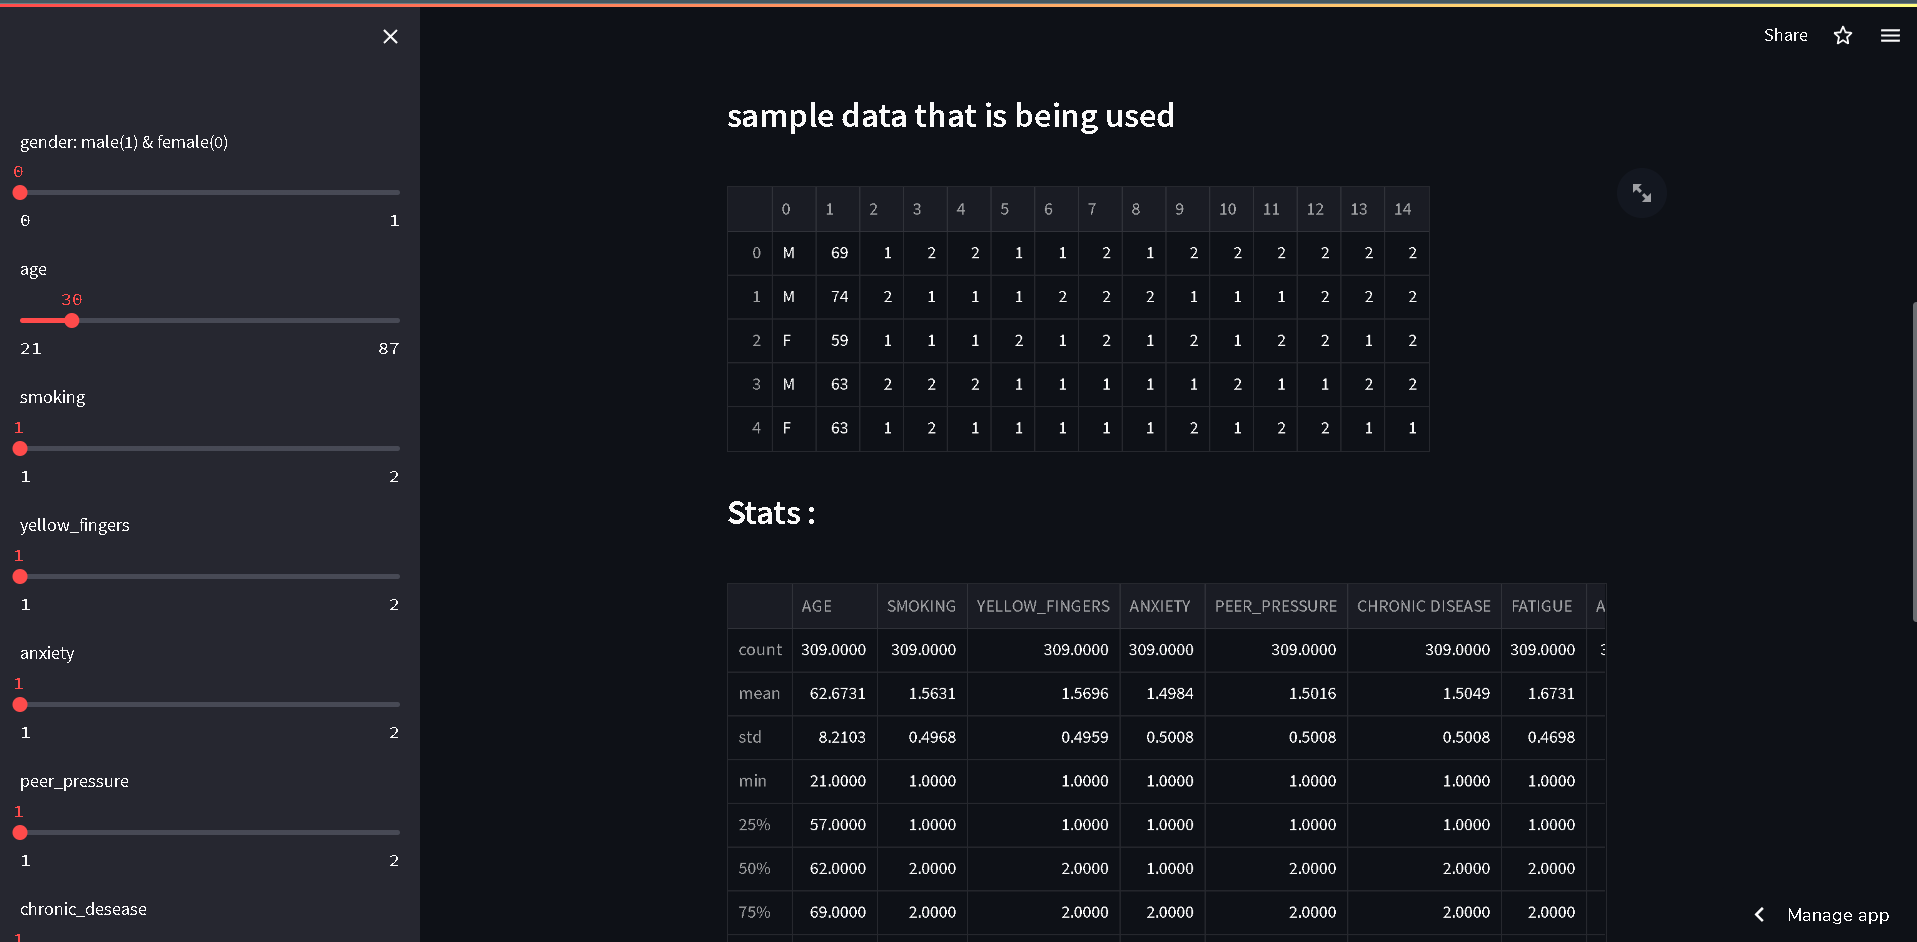 Share
gender: male(1) & female(0)
0
0 1
age
30
21 87
smoking
1
1 2
yellow_fingers
1
1 2
anxiety
1
1 2
peer_pressure
1
1 2
chronic_desease
1
sample data that is being used
0 1 2 3 4 5 6 7 8 9 10 11 12 13 14
0 M 69 1 2 2 1 1 2 1 2 2 2 2 2 2
1 M 74 2 1 1 1 2 2 2 1 1 1 2 2 2
2 F 59 1 1 1 2 1 2 1 2 1 2 2 1 2
3 M 63 2 2 2 1 1 1 1 1 2 1 1 2 2
4 F 63 1 2 1 1 1 1 1 2 1 2 2 1 1
Stats :
AGE SMOKING YELLOW_FINGERS ANXIETY PEER_PRESSURE CHRONIC DISEASE FATIGUE A
count 309.0000 309.0000 309.0000 309.0000 309.0000 309.0000 309.0000 3
mean 62.6731 1.5631 1.5696 1.4984 1.5016 1.5049 1.6731
std 8.2103 0.4968 0.4959 0.5008 0.5008 0.5008 0.4698
min 21.0000 1.0000 1.0000 1.0000 1.0000 1.0000 1.0000
25% 57.0000 1.0000 1.0000 1.0000 1.0000 1.0000 1.0000
50% 62.0000 2.0000 2.0000 1.0000 2.0000 2.0000 2.0000
75% 69.0000 2.0000 2.0000 2.0000 2.0000 2.0000 2.0000
Manage app